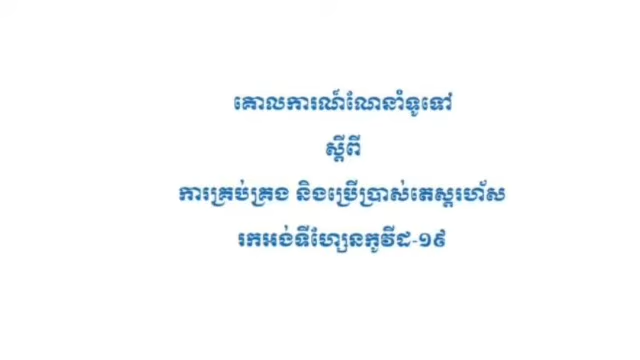 គោលការណ៍ណែនាំទូទៅ
ស្តីពី
ការគ្រប់គ្រង និងប្រើប្រាស់តេស្តរហ័ស
រកអង់ទីហ្សែនកូវីដ-១៩